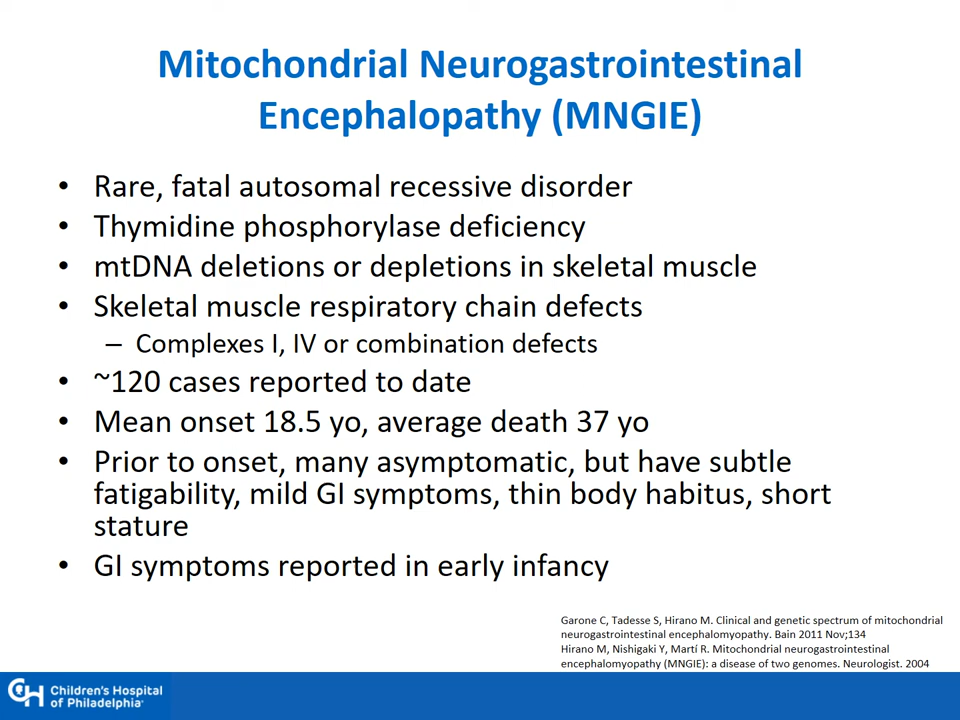 Mitochondrial Neurogastrointestinal
Encephalopathy (MNGIE)
• Rare, fatal autosomal recessive disorder
• Thymidine phosphorylase deficiency
• mtDNA deletions or depletions in skeletal muscle
• Skeletal muscle respiratory chain defects
– Complexes I, IV or combination defects
• ~120 cases reported to date
• Mean onset 18.5 yo, average death 37 yo
• Prior to onset, many asymptomatic, but have subtle
fatigability, mild GI symptoms, thin body habitus, short
stature
• GI symptoms reported in early infancy
Garone C, Tadesse S, Hirano M. Clinical and genetic spectrum of mitochondrial
neurogastrointestinal encephalomyopathy. Bain 2011 Nov;134
Hirano M, Nishigaki Y, Martí R. Mitochondrial neurogastrointestinal
encephalomyopathy (MNGIE): a disease of two genomes. Neurologist. 2004
CH Children's Hospital
of Philadelphia